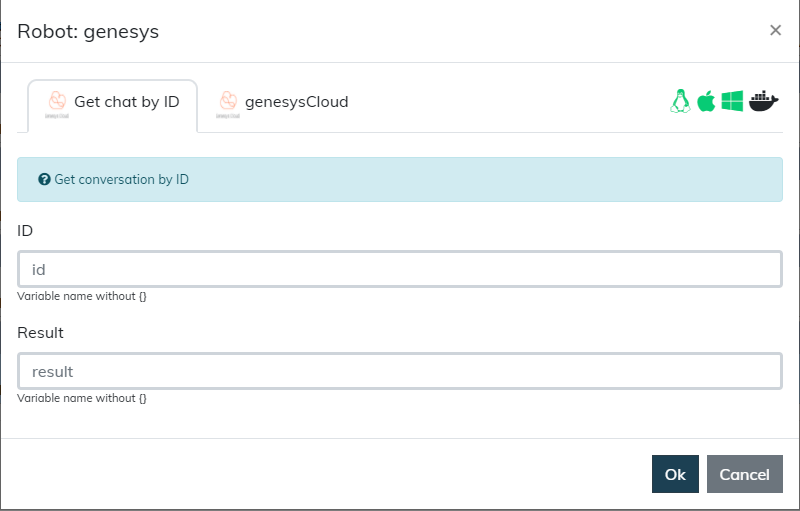 Robot: genesys
×
Get chat by ID
genesysCloud
Get conversation by ID
ID
id
Variable name without {}
Result
result
Variable name without {}
Ok
Cancel